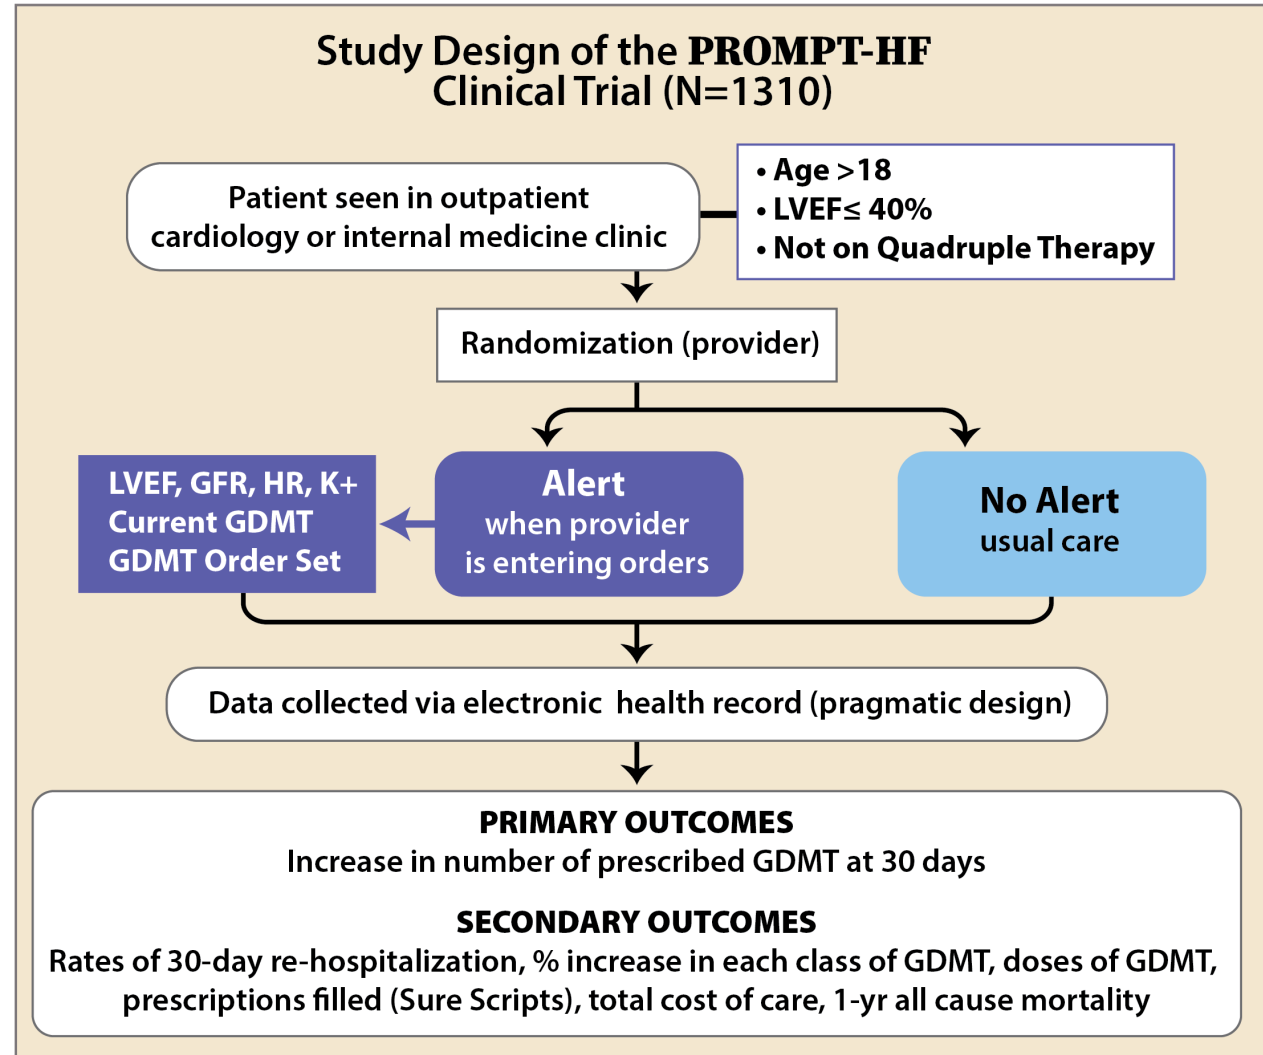 Study Design of the PROMPT-HF
Clinical Trial (N=1310)
Patient seen in outpatient
cardiology or internal medicine clinic
• Age >18
• LVEF≤ 40%
• Not on Quadruple Therapy
Randomization (provider)
LVEF, GFR, HR, K+
Current GDMT
GDMT Order Set
Alert
when provider
is entering orders
No Alert
usual care
Data collected via electronic health record (pragmatic design)
PRIMARY OUTCOMES
Increase in number of prescribed GDMT at 30 days
SECONDARY OUTCOMES
Rates of 30-day re-hospitalization, % increase in each class of GDMT, doses of GDMT,
prescriptions filled (Sure Scripts), total cost of care, 1-yr all cause mortality